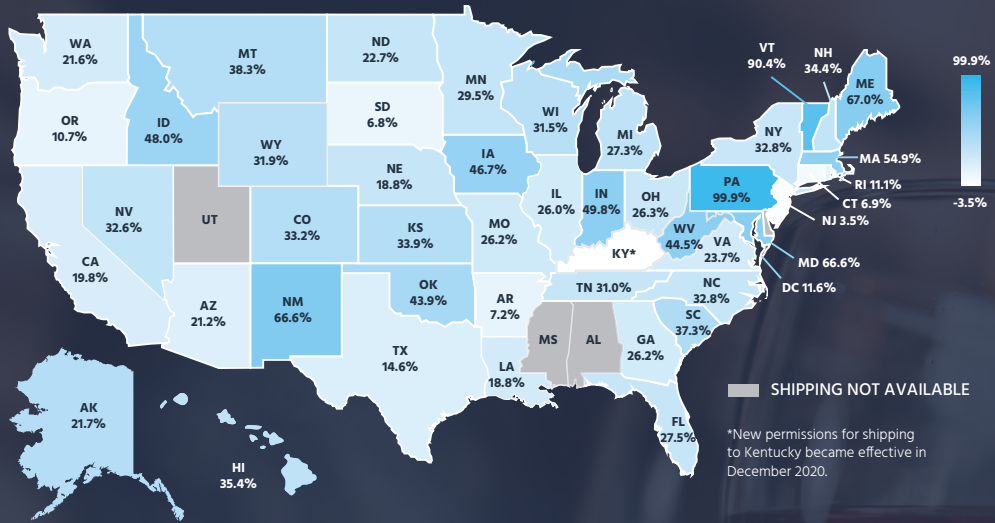 WA
21.6%
OR
10.7%
CA
19.8%
ID
48.0%
NV
32.6%
MT
38.3%
WY
31.9%
UT
AZ
21.2%
CO
33.2%
NM
66.6%
ND
22.7%
SD
6.8%
NE
18.8%
KS
33.9%
OK
43.9%
TX
14.6%
MN
29.5%
IA
46.7%
MO
26.2%
AR
7.2%
LA
18.8%
WI
31.5%
IL
26.0%
MI
27.3%
IN
49.8%
OH
26.3%
KY*
TN 31.0%
MS
AL
GA
26.2%
FL
27.5%
SC
37.3%
NC
32.8%
VA
23.7%
WV
44.5%
PA
99.9%
NY
32.8%
VT
90.4%
NH
34.4%
ME
67.0%
MA 54.9%
RI 11.1%
CT 6.9%
NJ 3.5%
MD 66.6%
DC 11.6%
AK
21.7%
HI
35.4%
99.9%
-3.5%
SHIPPING NOT AVAILABLE
*New permissions for shipping
to Kentucky became effective in
December 2020.